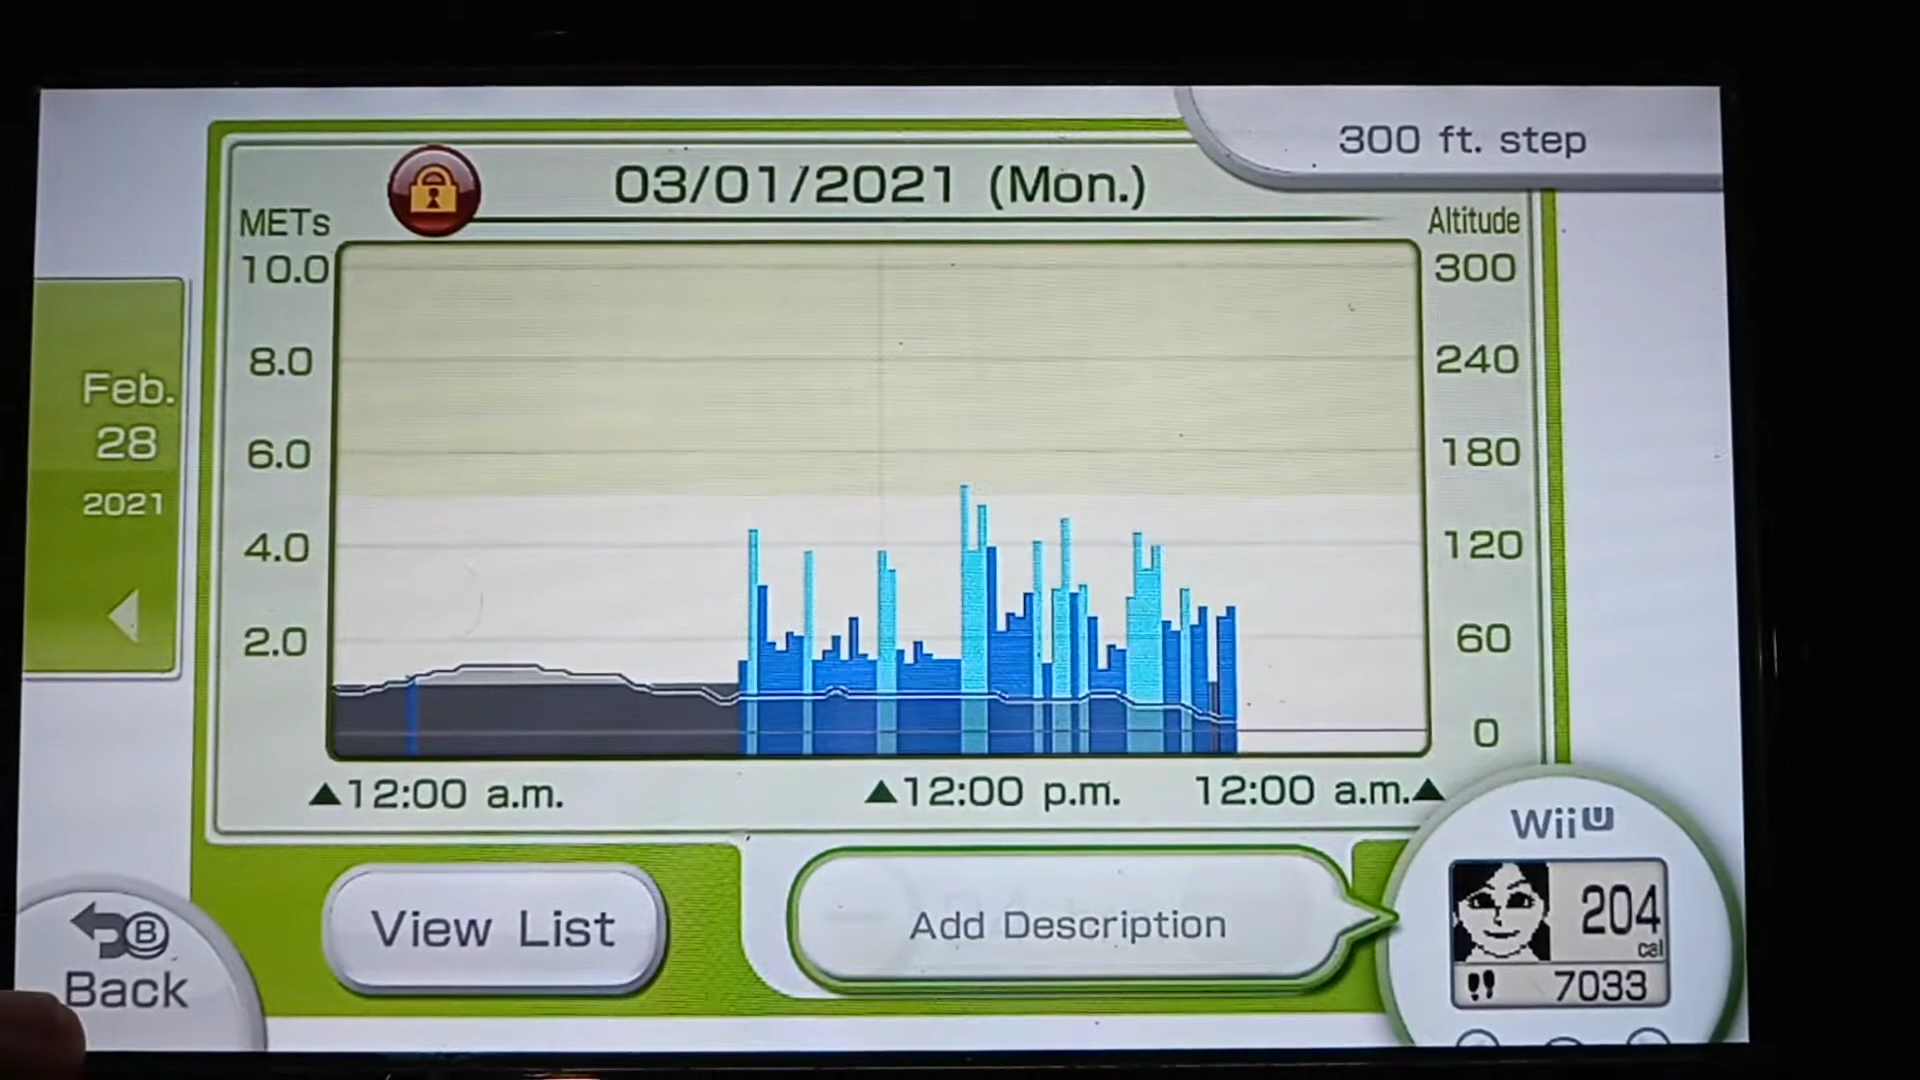 300 ft. step
03/01/2021 (Mon.)
METs
Altitude
10.0
300
8.0
240
Feb.
28
2021
6.0
180
4.0
120
2.0
60
0
▲12:00 a.m.
▲12:00 p.m.
12:00 a.m.▲
Wii U
204
cal
7033
View List
Add Description
B
Back